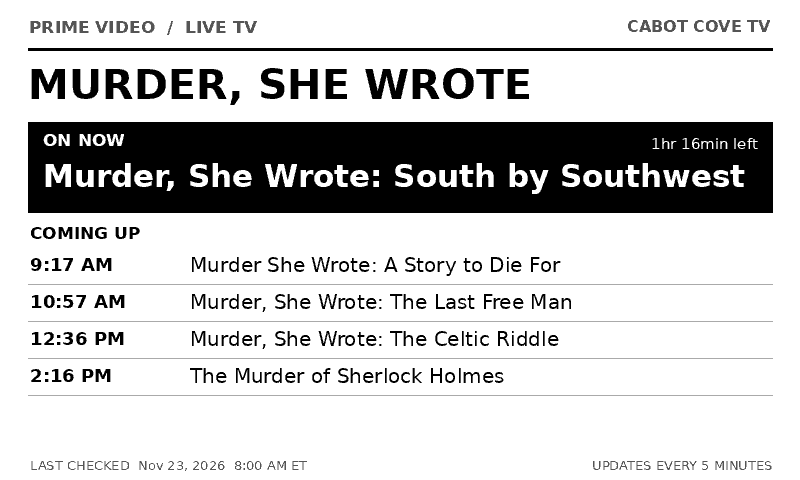 PRIME VIDEO / LIVE TV
CABOT COVE TV
MURDER, SHE WROTE
ON NOW
1hr 16min left
Murder, She Wrote: South by Southwest
COMING UP
9:17 AM Murder She Wrote: A Story to Die For
10:57 AM Murder, She Wrote: The Last Free Man
12:36 PM Murder, She Wrote: The Celtic Riddle
2:16 PM The Murder of Sherlock Holmes
LAST CHECKED Nov 23, 2026 8:00 AM ET
UPDATES EVERY 5 MINUTES